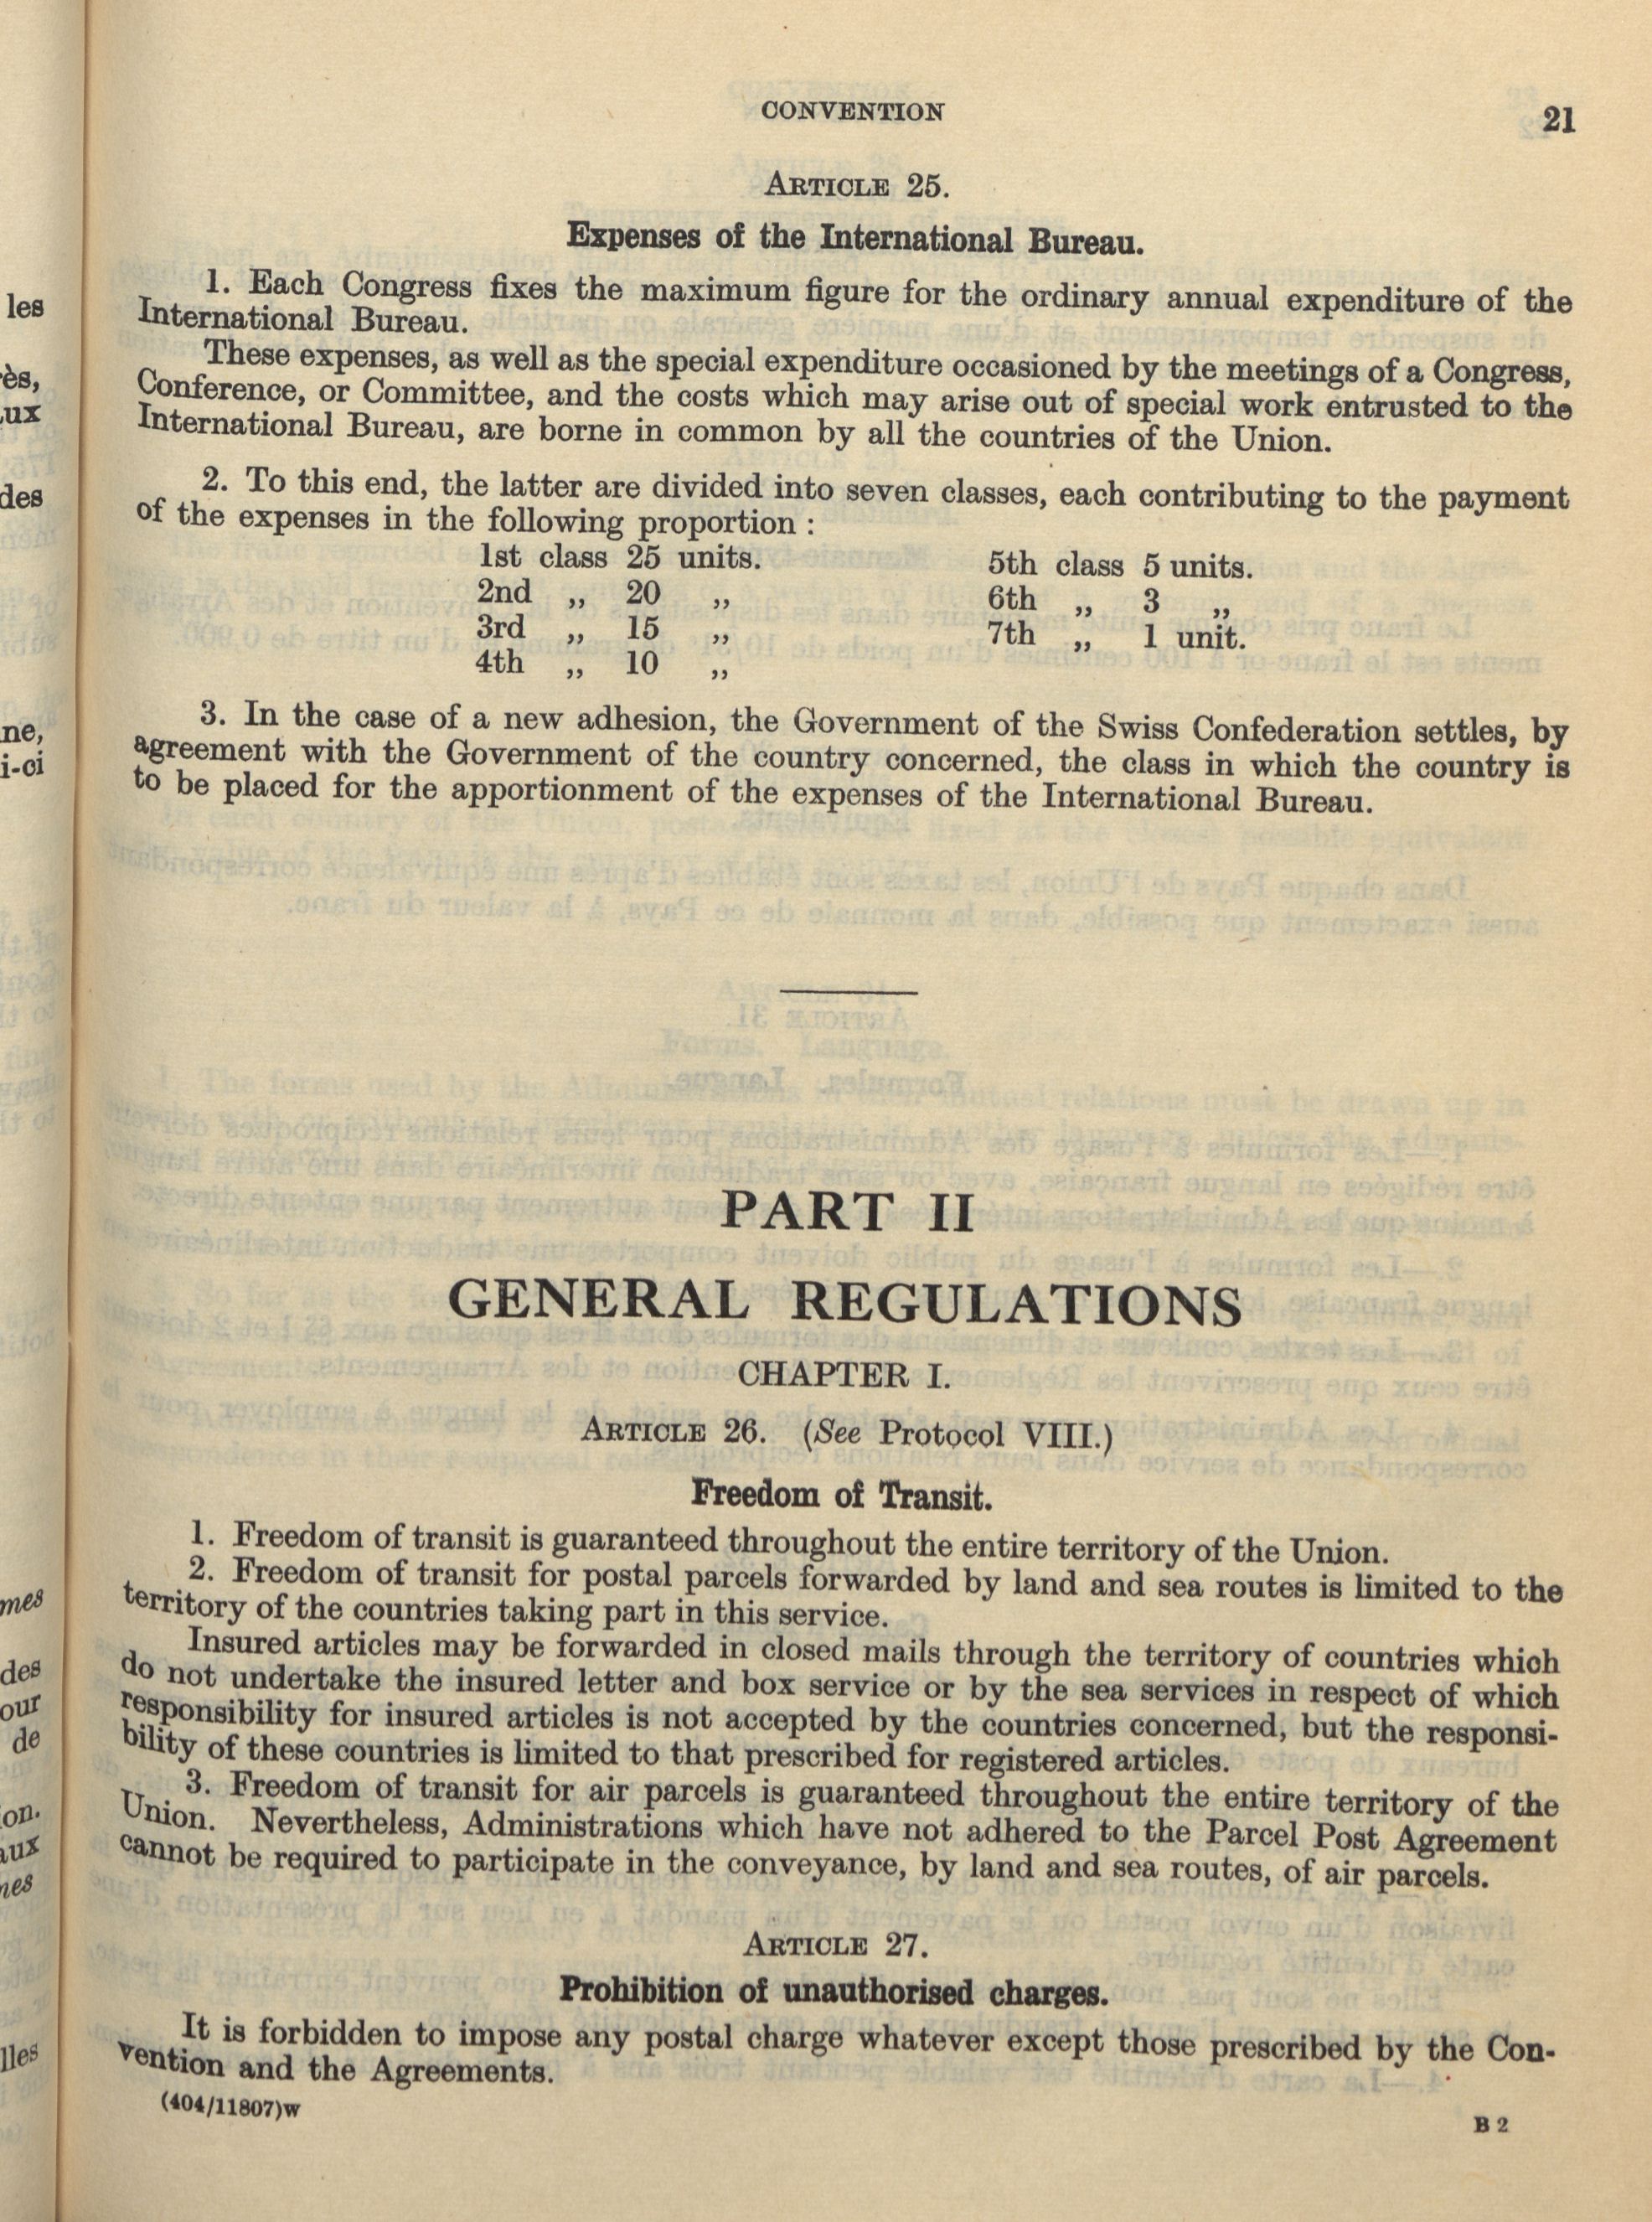 CONVENTION 21
ARTICLE 25.
Expenses of the International Bureau.
1. Each Congress fixes the maximum figure for the ordinary annual expenditure of the
International Bureau.
These expenses, as well as the special expenditure occasioned by the meetings of a Congress,
Conference, or Committee, and the costs which may arise out of special work entrusted to the
International Bureau, are borne in common by all the countries of the Union.
2. To this end, the latter are divided into seven classes, each contributing to the payment
of the expenses in the following proportion :
1st class 25 units. 5th class 5 units.
2nd „ 20 „ 6th „ 3 „
3rd „ 15 „ 7th „ 1 unit.
4th „ 10 „
3. In the case of a new adhesion, the Government of the Swiss Confederation settles, by
agreement with the Government of the country concerned, the class in which the country is
to be placed for the apportionment of the expenses of the International Bureau.
PART II
GENERAL REGULATIONS
CHAPTER I.
ARTICLE 26. (See Protocol VIII.)
Freedom of Transit.
1. Freedom of transit is guaranteed throughout the entire territory of the Union.
2. Freedom of transit for postal parcels forwarded by land and sea routes is limited to the
territory of the countries taking part in this service.
Insured articles may be forwarded in closed mails through the territory of countries which
do not undertake the insured letter and box service or by the sea services in respect of which
responsibility for insured articles is not accepted by the countries concerned, but the responsi-
bility of these countries is limited to that prescribed for registered articles.
3. Freedom of transit for air parcels is guaranteed throughout the entire territory of the
Union. Nevertheless, Administrations which have not adhered to the Parcel Post Agreement
cannot be required to participate in the conveyance, by land and sea routes, of air parcels.
ARTICLE 27.
Prohibition of unauthorised charges.
It is forbidden to impose any postal charge whatever except those prescribed by the Con-
vention and the Agreements.
(404/11807)w
B 2